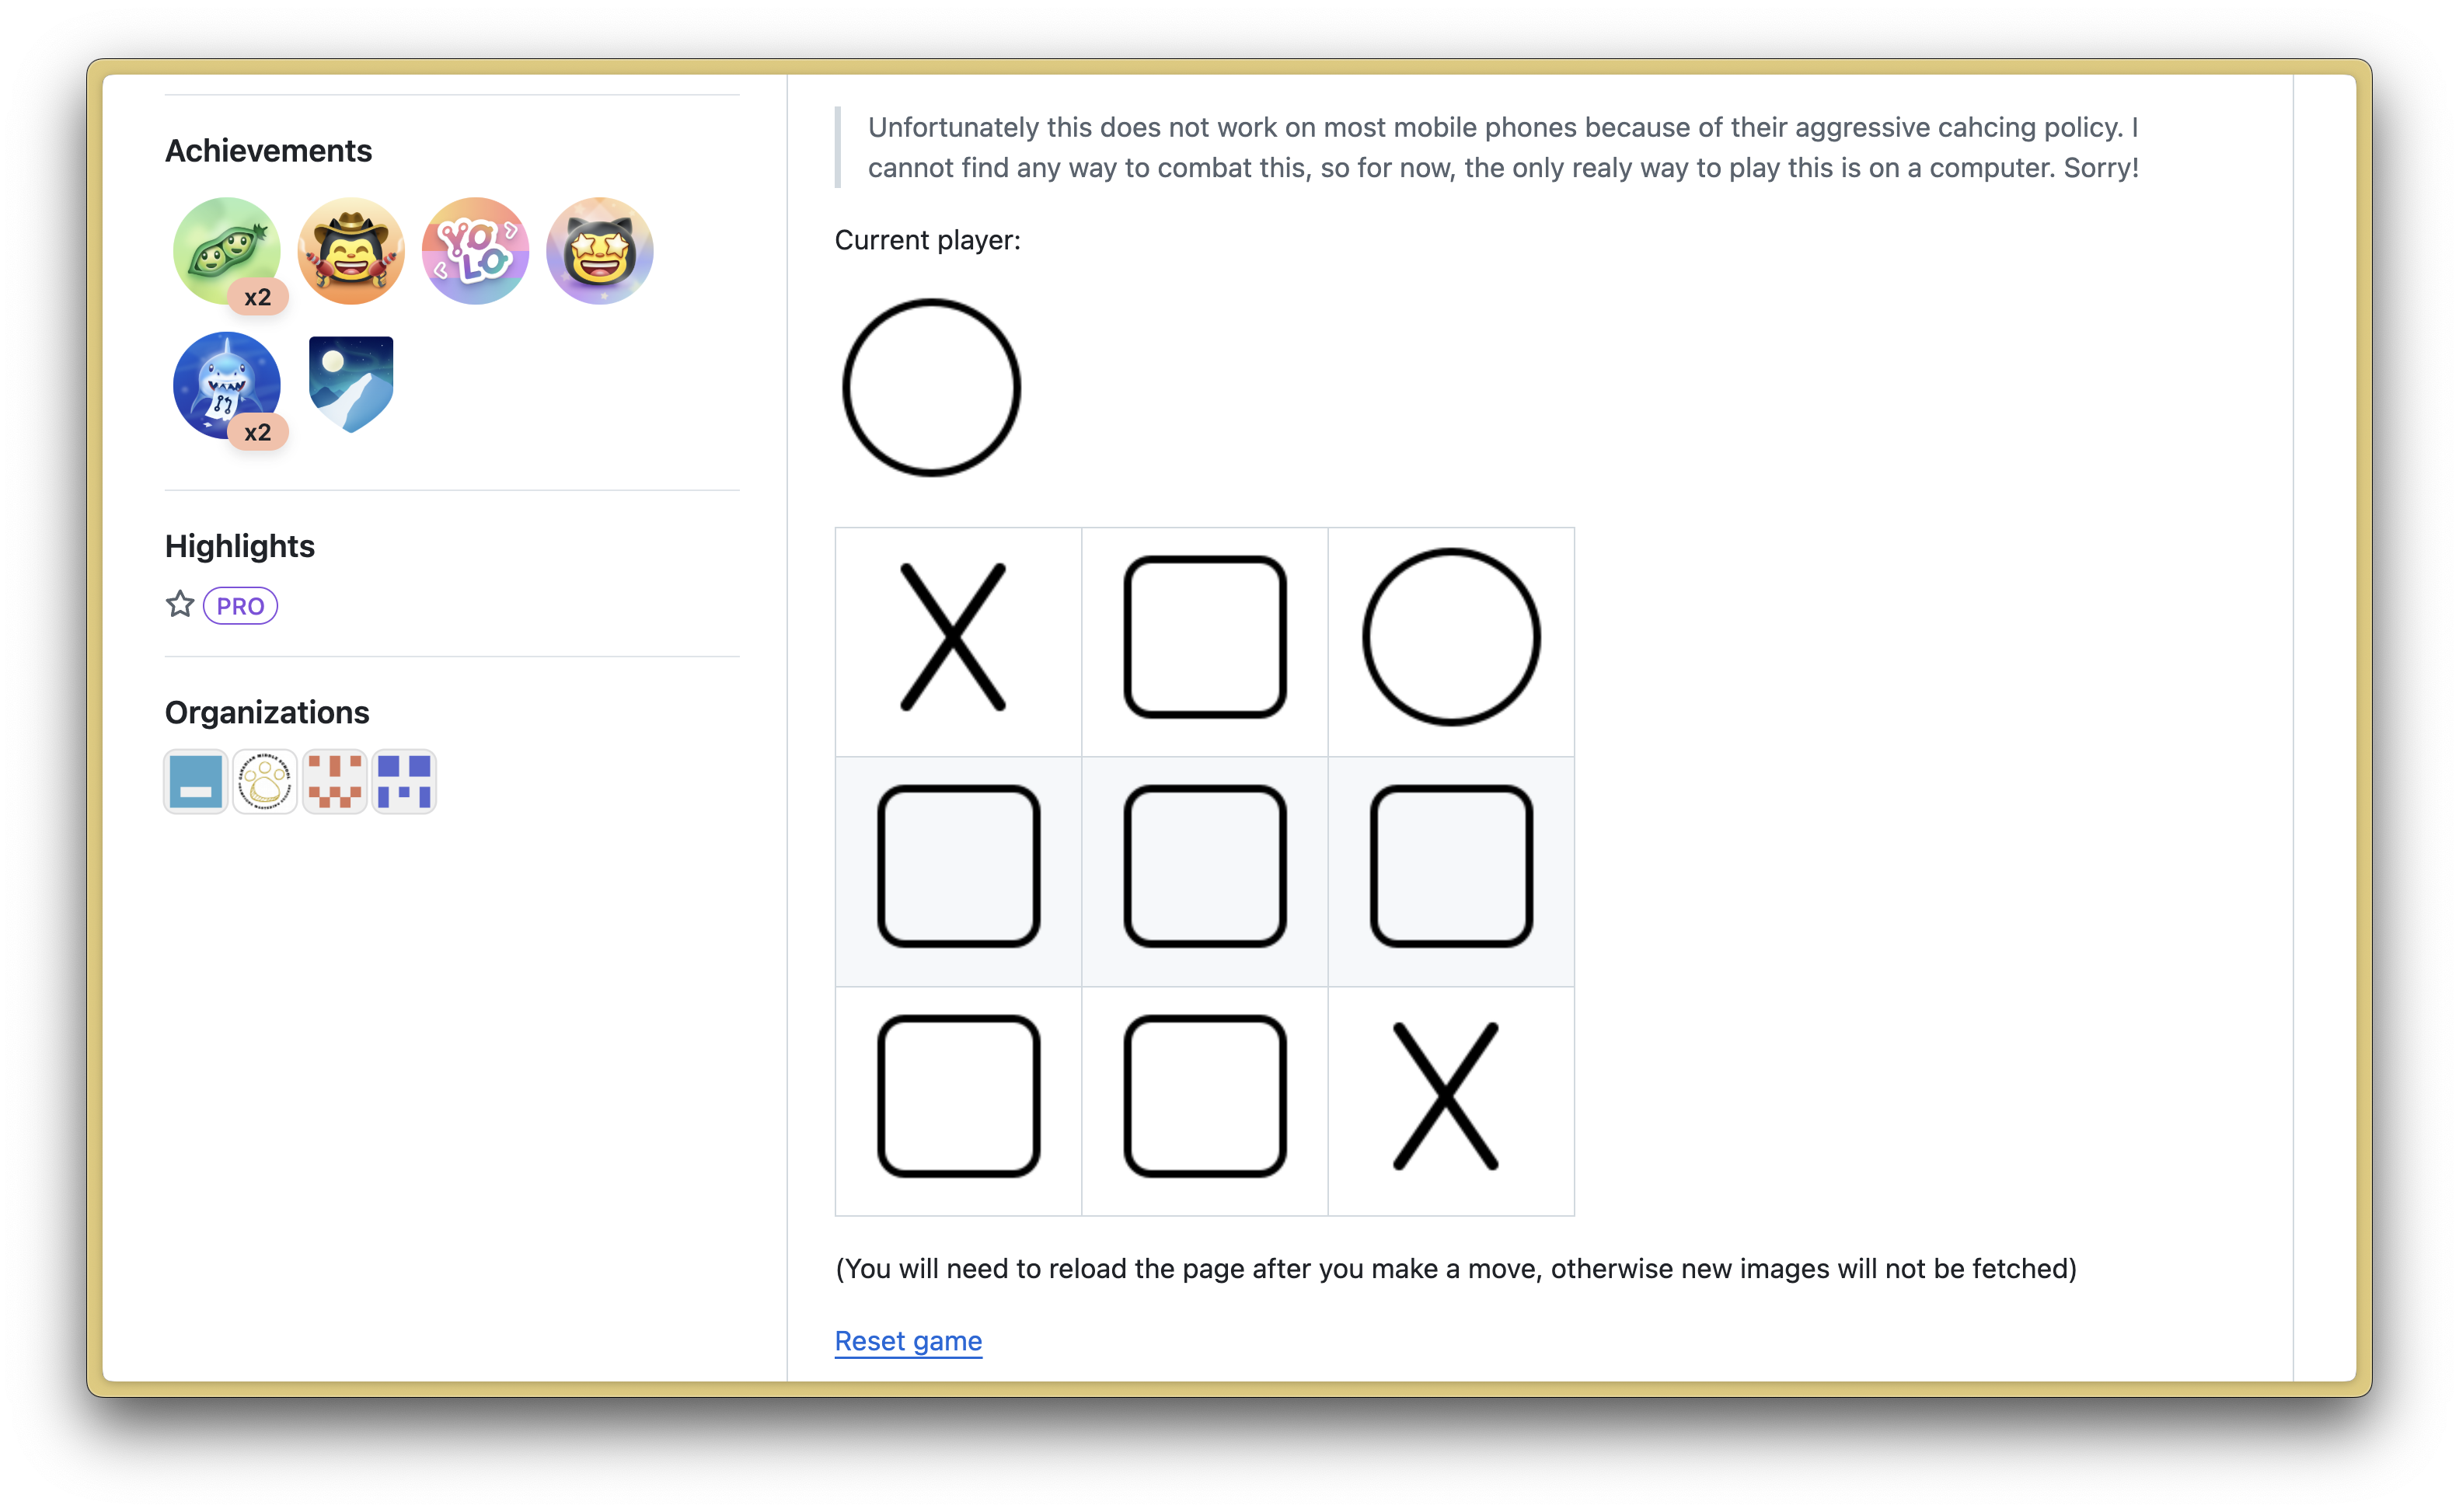 Achievements
x2
YOLO
x2
Highlights
PRO
Organizations
Unfortunately this does not work on most mobile phones because of their aggressive cahcing policy. I
cannot find any way to combat this, so for now, the only realy way to play this is on a computer. Sorry!
Current player:
(You will need to reload the page after you make a move, otherwise new images will not be fetched)
Reset game